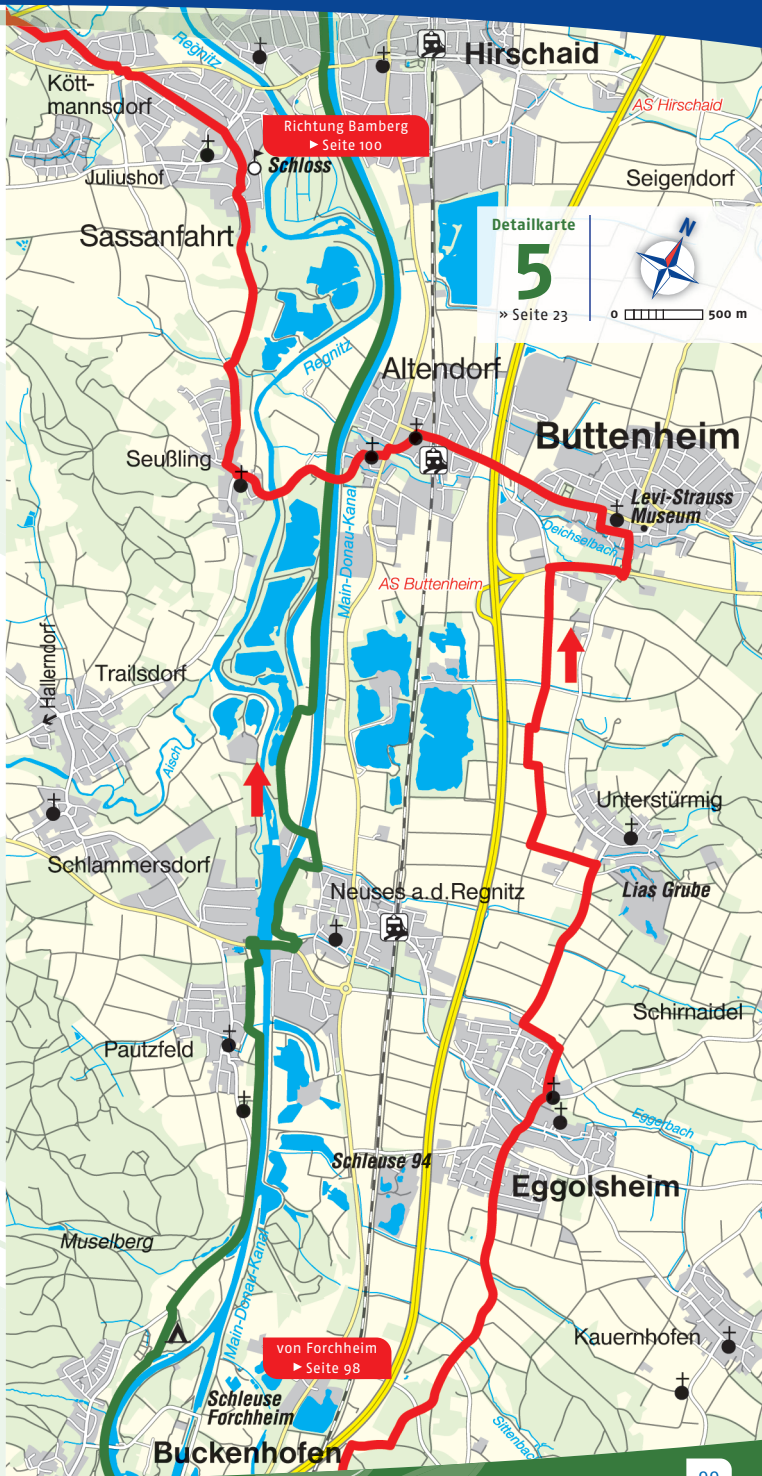 Regnitz
Hirschaid
Kött-
mannsdorf
AS Hirschaid
Richtung Bamberg
▸ Seite 100
Schloss
Juliushof
Seigendorf
Sassanfahrt
Detailkarte
5
» Seite 23
N
0 500 m
Regnitz
Altendorf
Buttenheim
Seußling
Levi-Strauss
Museum
Main-Donau-Kanal
Deichselbach
AS Buttenheim
Hallerndorf
Trailsdorf
Aisch
Unterstürmig
Schlammersdorf
Lias Grube
Neuses a.d.Regnitz
Schirnaidel
Pautzfeld
Eggerbach
Schleuse 94
Eggolsheim
Muselberg
Main-Donau-Kanal
Kauernhofen
von Forchheim
▸ Seite 98
Schleuse
Forchheim
Sittenbach
Buckenhofen